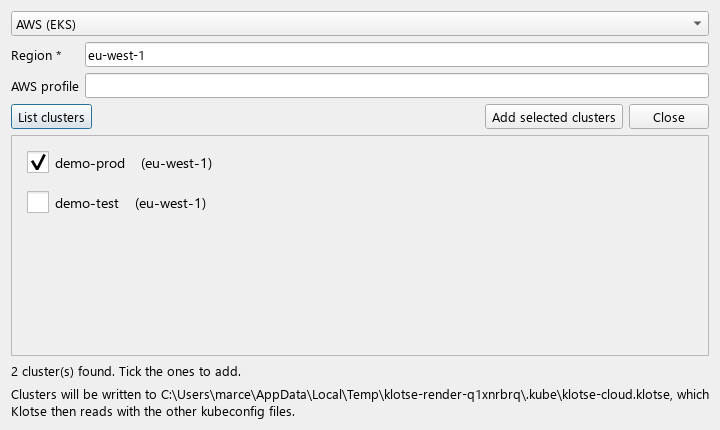 AWS (EKS)
Region *
eu-west-1
AWS profile
List clusters
Add selected clusters
Close
demo-prod (eu-west-1)
demo-test (eu-west-1)
2 cluster(s) found. Tick the ones to add.
Clusters will be written to C:\Users\marce\AppData\Local\Temp\klotse-render-q1xnrbrq\.kube\klotse-cloud.klotse, which
Klotse then reads with the other kubeconfig files.